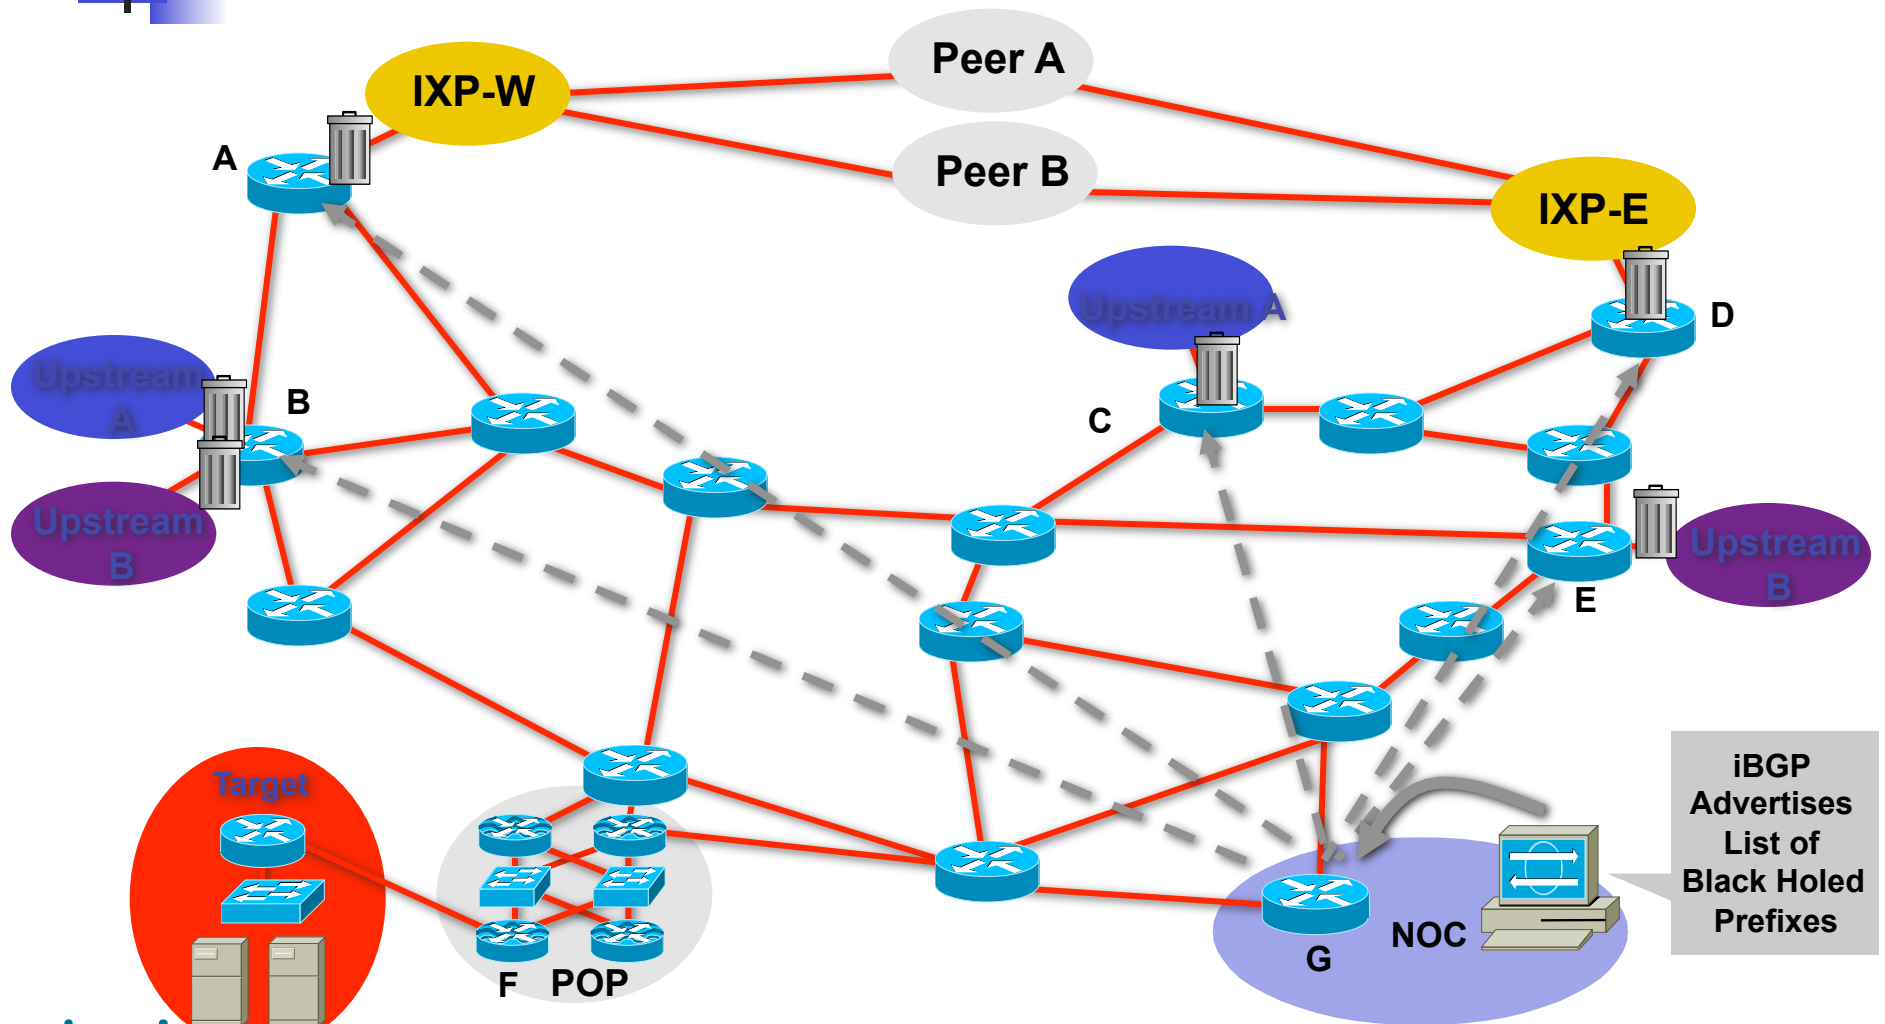 Peer A
IXP-W
A
Peer B
IXP-E
Upstream A
D
Upstream
A
B
C
Upstream
B
Upstream
B
E
Target
iBGP
Advertises
List of
Black Holed
Prefixes
NOC
G
F
POP